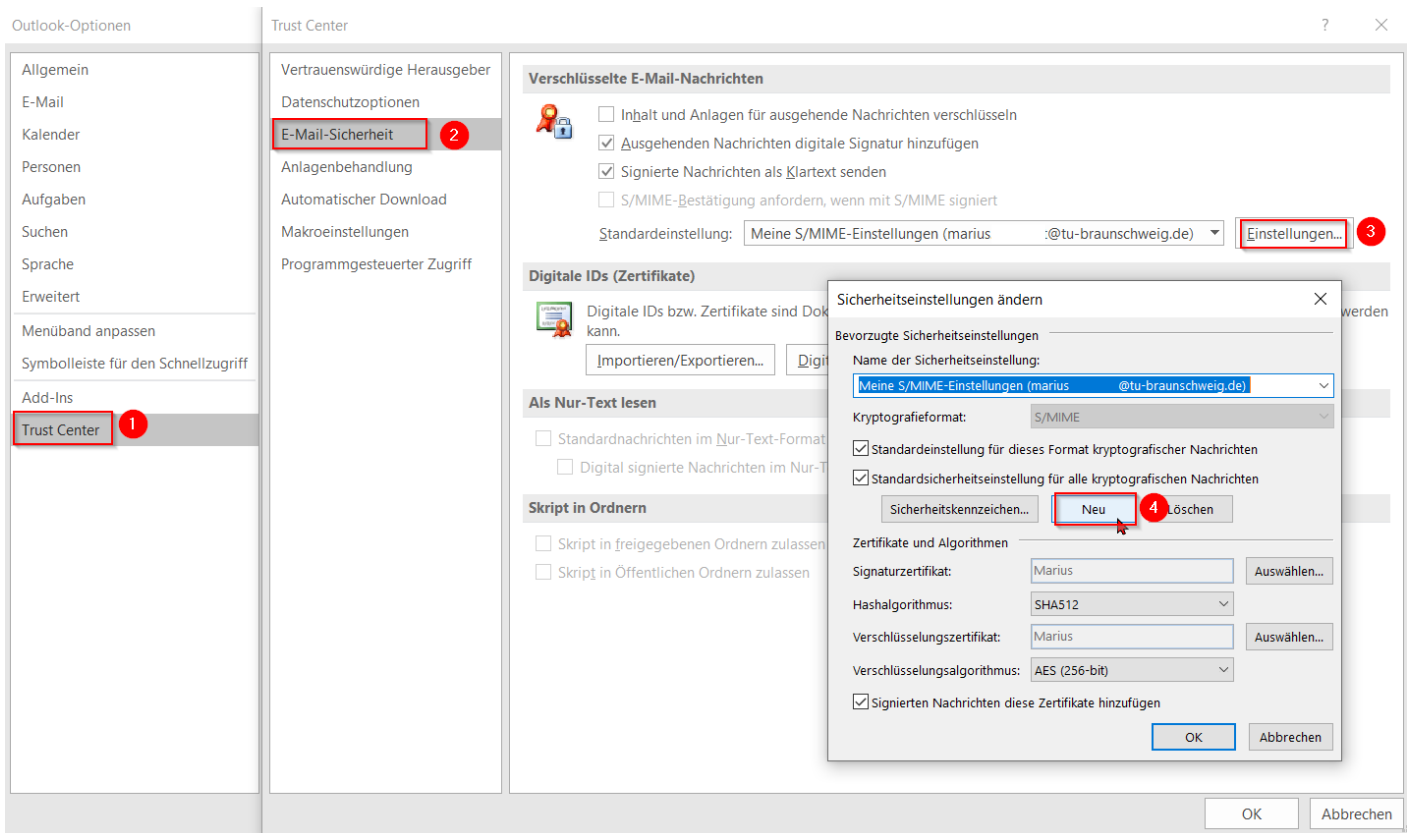 Outlook-Optionen
Allgemein
E-Mail
Kalender
Personen
Aufgaben
Suchen
Sprache
Erweitert
Menüband anpassen
Symbolleiste für den Schnellzugriff
Add-Ins
Trust Center 1
Trust Center ?
Vertrauenswürdige Herausgeber
Datenschutzoptionen
E-Mail-Sicherheit 2
Anlagenbehandlung
Automatischer Download
Makroeinstellungen
Programmgesteuerter Zugriff
Verschlüsselte E-Mail-Nachrichten
Inhalt und Anlagen für ausgehende Nachrichten verschlüsseln
Ausgehenden Nachrichten digitale Signatur hinzufügen
Signierte Nachrichten als Klartext senden
S/MIME-Bestätigung anfordern, wenn mit S/MIME signiert
Standardeinstellung: Meine S/MIME-Einstellungen (marius :@tu-braunschweig.de) Einstellungen... 3
Digitale IDs (Zertifikate)
Digitale IDs bzw. Zertifikate sind Dok werden
kann.
Importieren/Exportieren... Digi
Als Nur-Text lesen
Standardnachrichten im Nur-Text-Format
Digital signierte Nachrichten im Nur-T
Skript in Ordnern
Skript in freigegebenen Ordnern zulassen
Skript in Öffentlichen Ordnern zulassen
Sicherheitseinstellungen ändern
Bevorzugte Sicherheitseinstellungen
Name der Sicherheitseinstellung:
Meine S/MIME-Einstellungen (marius @tu-braunschweig.de)
Kryptografieformat: S/MIME
Standardeinstellung für dieses Format kryptografischer Nachrichten
Standardsicherheitseinstellung für alle kryptografischen Nachrichten
Sicherheitskennzeichen... Neu 4 Löschen
Zertifikate und Algorithmen
Signaturzertifikat: Marius Auswählen...
Hashalgorithmus: SHA512
Verschlüsselungszertifikat: Marius Auswählen...
Verschlüsselungsalgorithmus: AES (256-bit)
Signierten Nachrichten diese Zertifikate hinzufügen
OK Abbrechen
OK Abbrechen